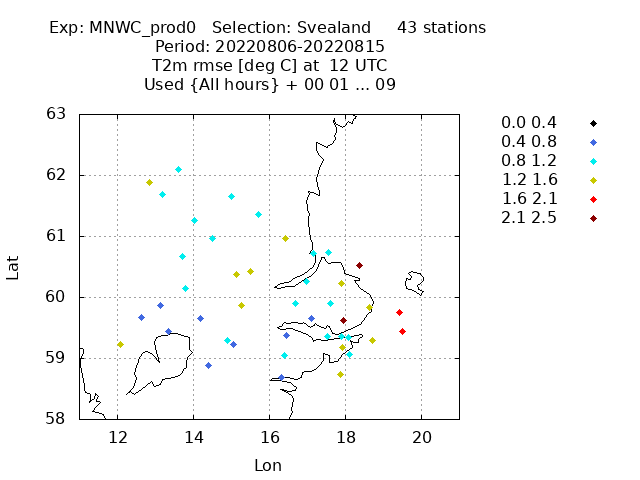 Exp: MNWC_prod0 Selection: Svealand 43 stations
Period: 20220806-20220815
T2m rmse [deg C] at 12 UTC
Used {All hours} + 00 01 ... 09
63
62
61
60
59
58
12 14 16 18 20
Lat
Lon
0.0 0.4
0.4 0.8
0.8 1.2
1.2 1.6
1.6 2.1
2.1 2.5